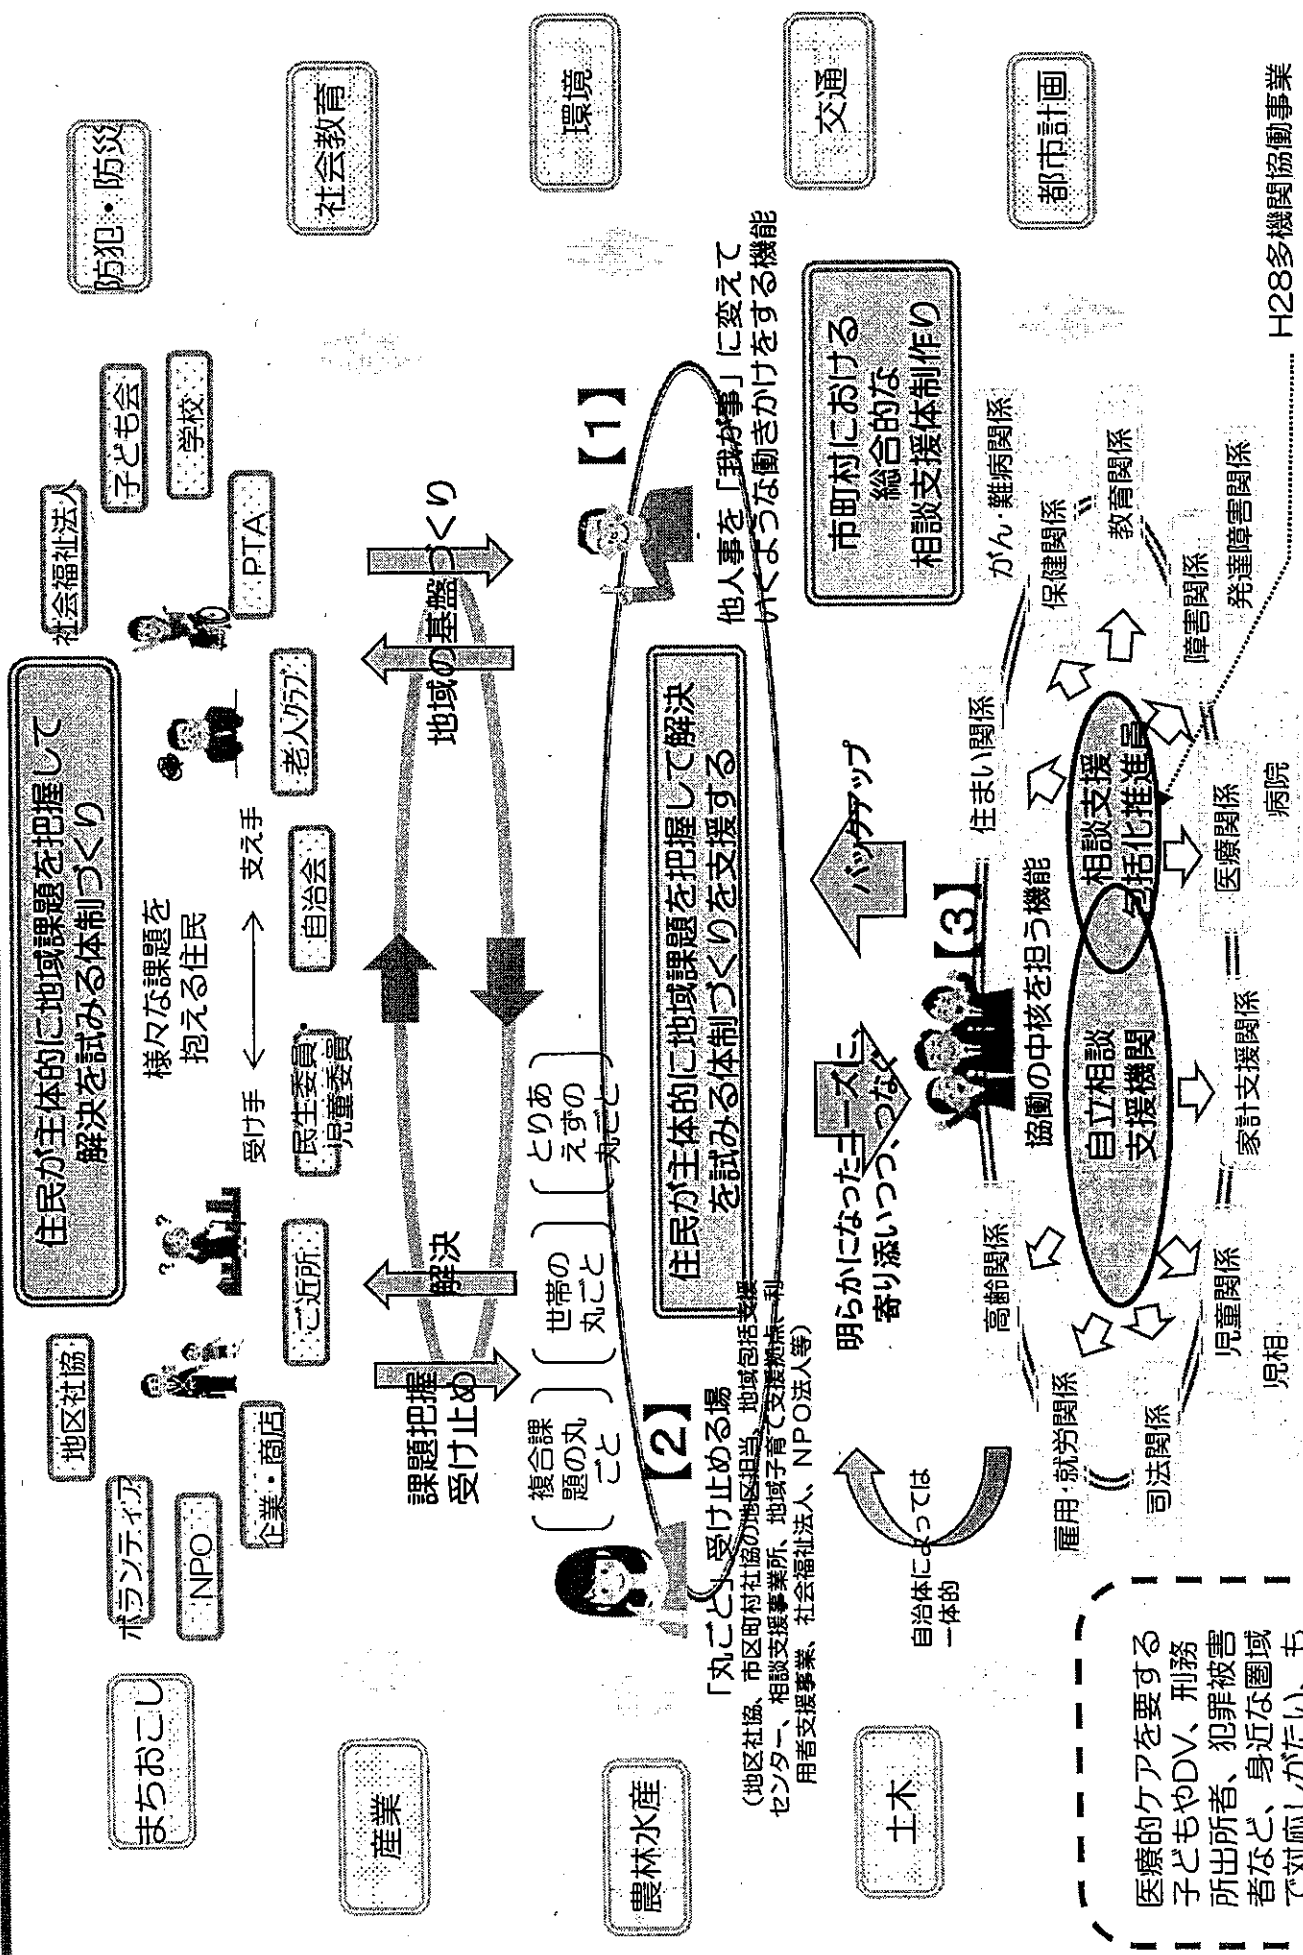 住民が主体的に地域課題を把握して
解決を試みる体制づくり
まちおこし
ボランティア
地区社協
社会福祉法人
防犯・防災
NPO
様々な課題を
抱える住民
子ども会
学校
企業・商店
受け手
支え手
PTA
ご近所
民生委員・
児童委員
自治会
老人クラブ
社会教育
産業
課題把握
受け止め
解決
地域の基盤づくり
複合課
題の丸
ごと
世帯の
丸ごと
とりあ
えずの
丸ごと
環境
農林水産
【2】
【1】
住民が主体的に地域課題を把握して解決
を試みる体制づくりを支援する
「丸ごと」受け止める場
(地区社協、市区町村社協の地区担当、地域包括支援
センター、相談支援事業所、地域子育て支援拠点、利
用者支援事業、社会福祉法人、NPO法人等)
他人事を「我が事」に変えて
いくような働きかけをする機能
交通
土木
明らかになったニーズに、
寄り添いつつ、つなぐ
バックアップ
市町村における
総合的な
相談支援体制作り
自治体によっては
一体的
【3】
都市計画
高齢関係
住まい関係
がん・難病関係
協働の中核を担う機能
保健関係
雇用・就労関係
自立相談
支援機関
相談支援
包括化推進員
教育関係
司法関係
障害関係
児童関係
家計支援関係
医療関係
発達障害関係
児相
病院
H28多機関協働事業
医療的ケアを要する
子どもやDV、刑務
所出所者、犯罪被害
者など、身近な圏域
で対応しがたい、も